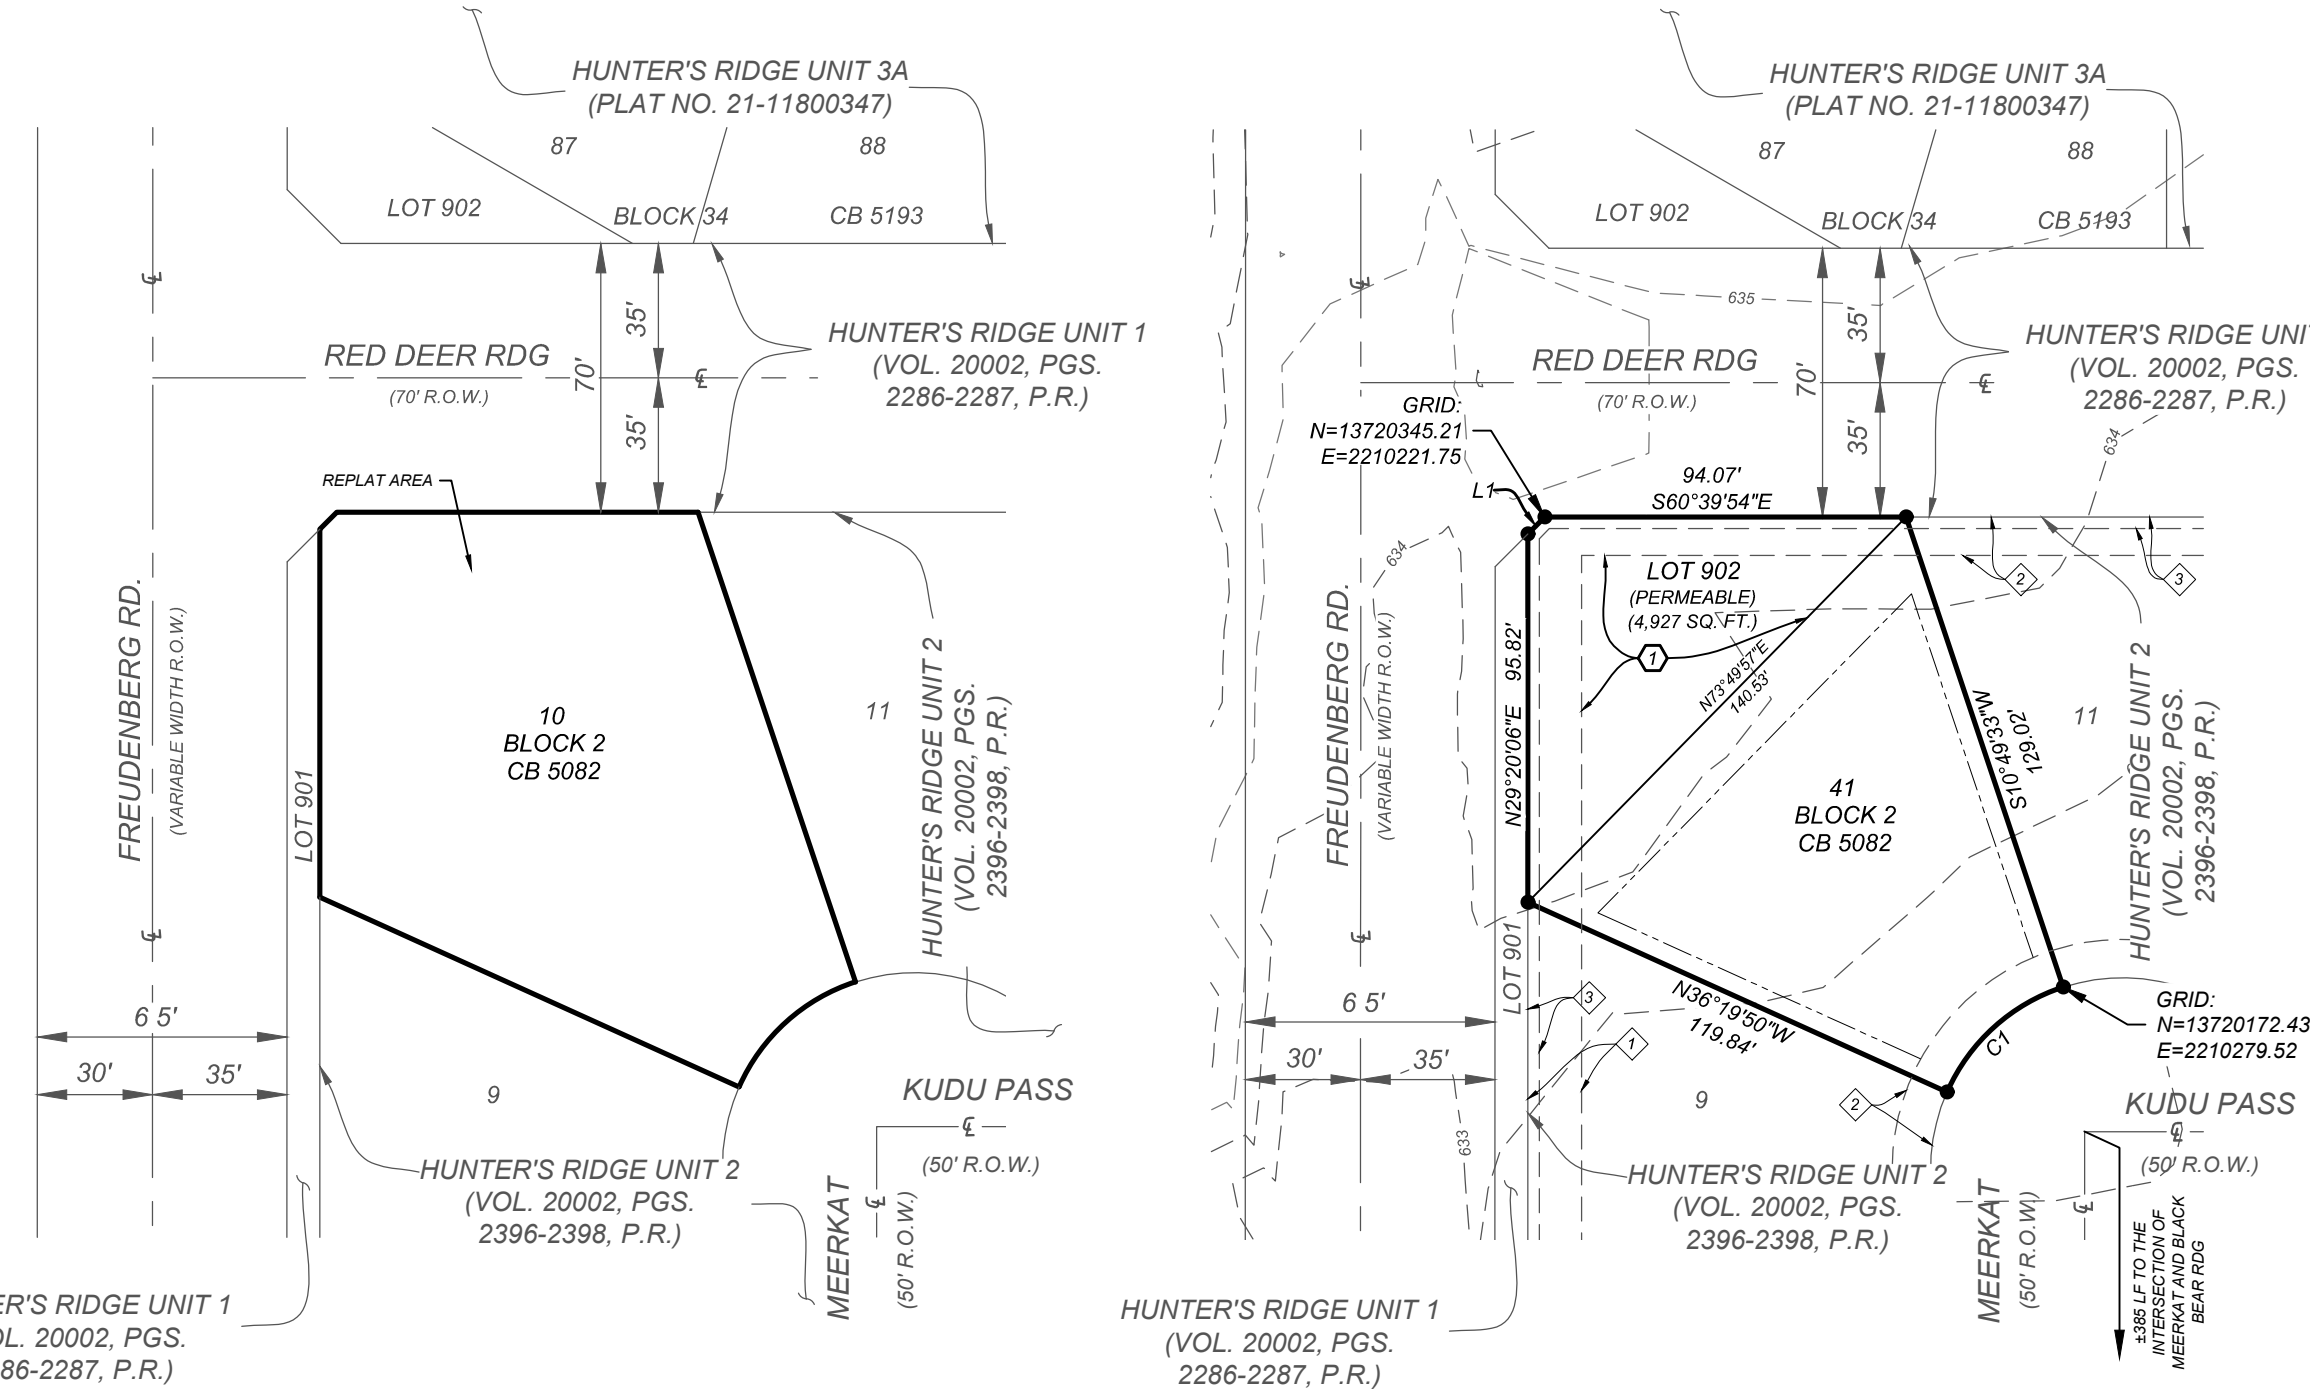 HUNTER'S RIDGE UNIT 3A
(PLAT NO. 21-11800347)
87
88
LOT 902
BLOCK 34
CB 5193
35'
70'
35'
RED DEER RDG
(70' R.O.W.)
HUNTER'S RIDGE UNIT 1
(VOL. 20002, PGS.
2286-2287, P.R.)
REPLAT AREA
FREUDENBERG RD.
(VARIABLE WIDTH R.O.W.)
LOT 901
10
BLOCK 2
CB 5082
11
HUNTER'S RIDGE UNIT 2
(VOL. 20002, PGS.
2396-2398, P.R.)
6 5'
30'
35'
9
KUDU PASS
(50' R.O.W.)
HUNTER'S RIDGE UNIT 2
(VOL. 20002, PGS.
2396-2398, P.R.)
MEERKAT
(50' R.O.W.)
ER'S RIDGE UNIT 1
OL. 20002, PGS.
86-2287, P.R.)
HUNTER'S RIDGE UNIT 3A
(PLAT NO. 21-11800347)
87
88
LOT 902
BLOCK 34
CB 5193
635
35'
70'
35'
RED DEER RDG
(70' R.O.W.)
HUNTER'S RIDGE UNI
(VOL. 20002, PGS.
2286-2287, P.R.)
634
GRID:
N=13720345.21
E=2210221.75
L1
94.07'
S60°39'54"E
634
LOT 902
(PERMEABLE)
(4,927 SQ. FT.)
1
2
3
FREUDENBERG RD.
(VARIABLE WIDTH R.O.W.)
N29°20'06"E 95.82'
N73°49'57"E
140.53'
S10°49'33"W
129.02'
11
HUNTER'S RIDGE UNIT 2
(VOL. 20002, PGS.
2396-2398, P.R.)
41
BLOCK 2
CB 5082
LOT 901
N36°19'50"W
119.84'
C1
GRID:
N=13720172.43
E=2210279.52
6 5'
30'
35'
3
1
2
9
633
KUDU PASS
(50' R.O.W.)
HUNTER'S RIDGE UNIT 2
(VOL. 20002, PGS.
2396-2398, P.R.)
MEERKAT
(50' R.O.W.)
±385 LF TO THE
INTERSECTION OF
MEERKAT AND BLACK
BEAR RDG
HUNTER'S RIDGE UNIT 1
(VOL. 20002, PGS.
2286-2287, P.R.)